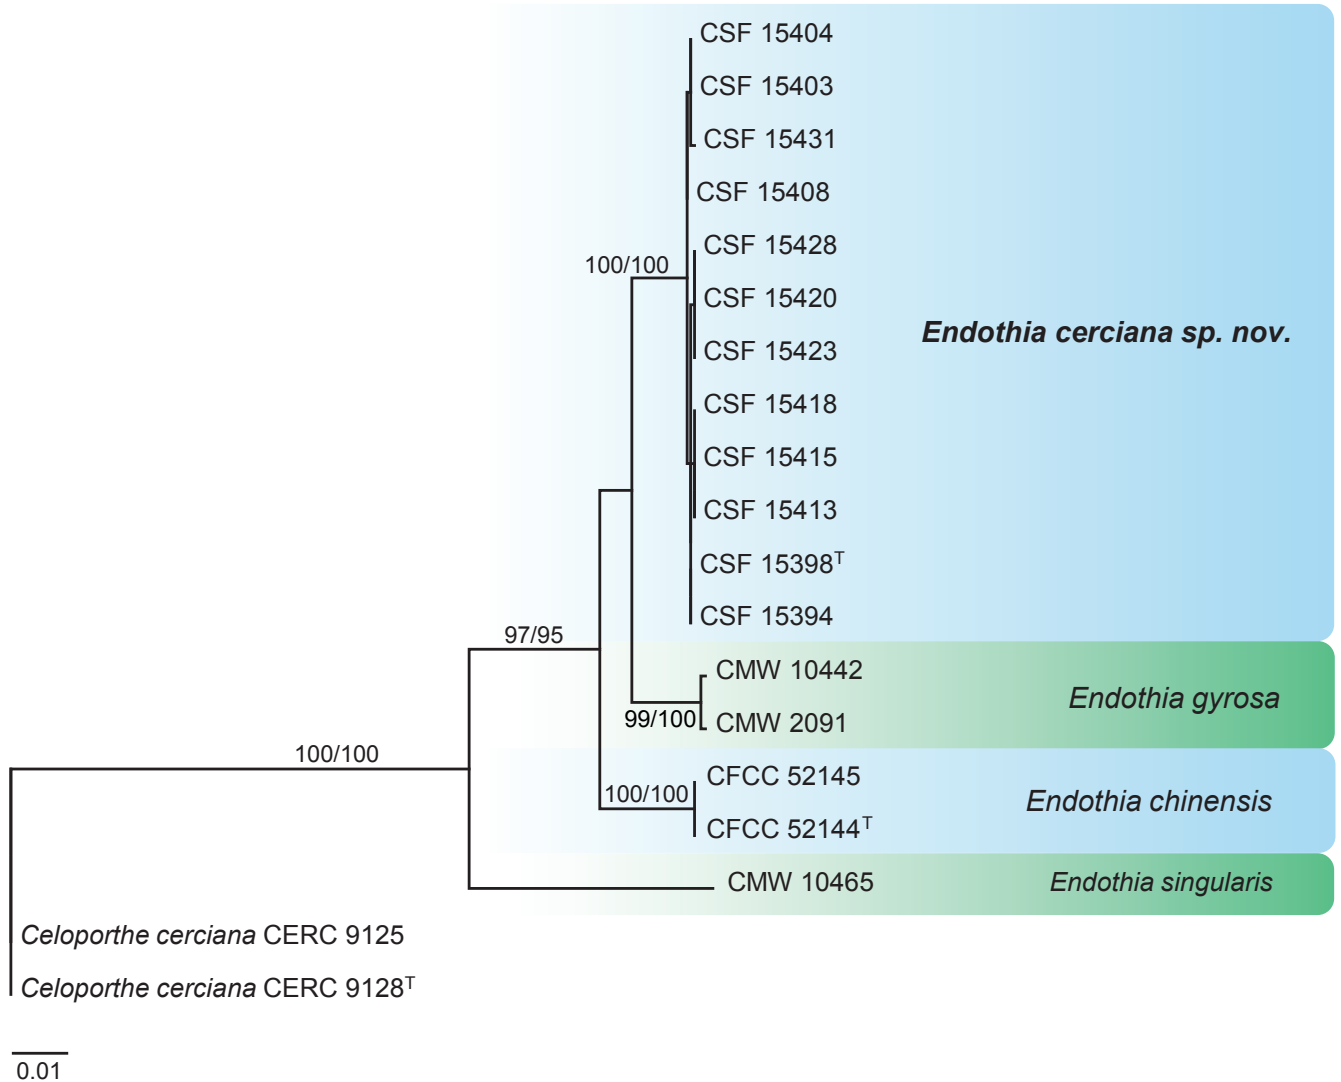 CSF 15404
CSF 15403
CSF 15431
CSF 15408
CSF 15428
100/100
CSF 15420
Endothia cerciana sp. nov.
CSF 15423
CSF 15418
CSF 15415
CSF 15413
CSF 15398ᵀ
CSF 15394
97/95
CMW 10442
Endothia gyrosa
99/100
CMW 2091
100/100
CFCC 52145
100/100
Endothia chinensis
CFCC 52144ᵀ
CMW 10465
Endothia singularis
Celoporthe cerciana CERC 9125
Celoporthe cerciana CERC 9128ᵀ
0.01